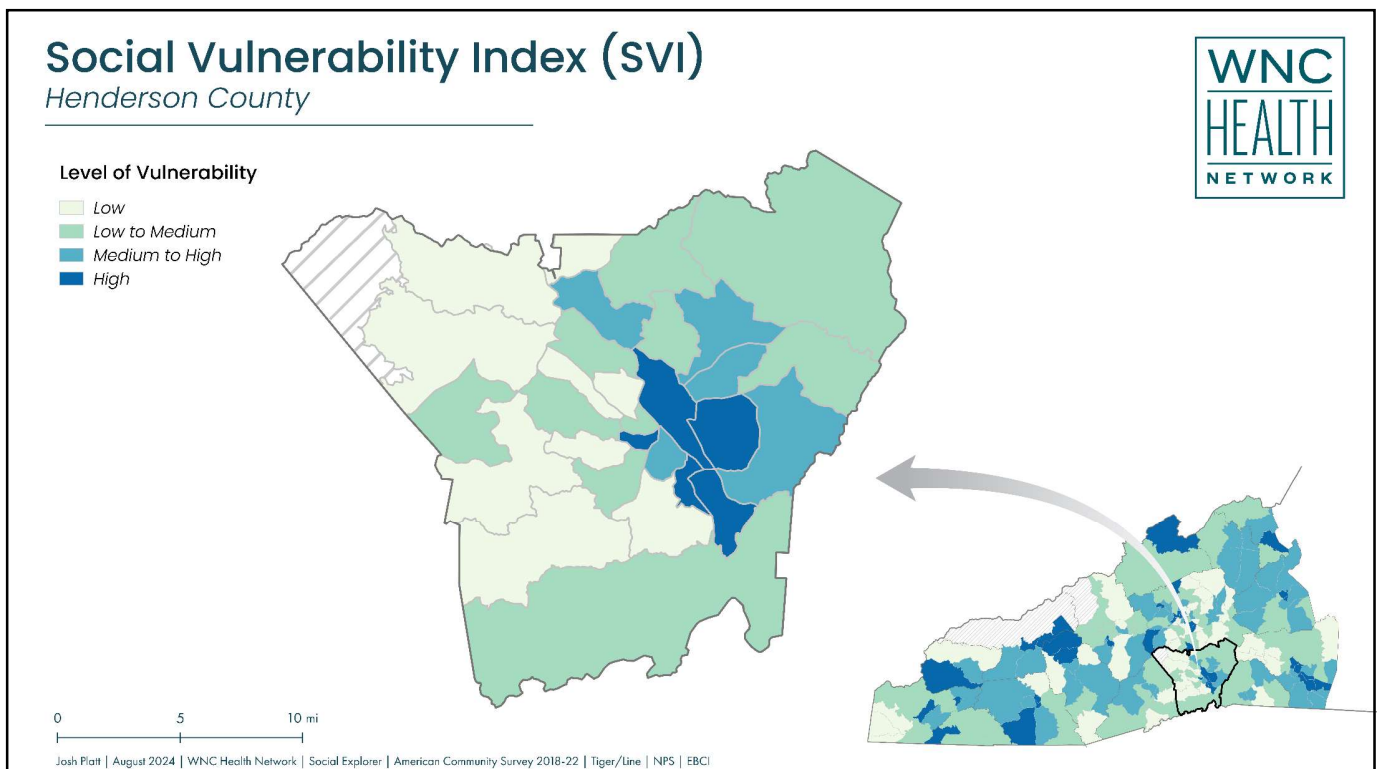 Social Vulnerability Index (SVI)
Henderson County
WNC
HEALTH
NETWORK
Level of Vulnerability
Low
Low to Medium
Medium to High
High
0 5 10 mi
Josh Platt | August 2024 | WNC Health Network | Social Explorer | American Community Survey 2018-22 | Tiger/Line | NPS | EBCI